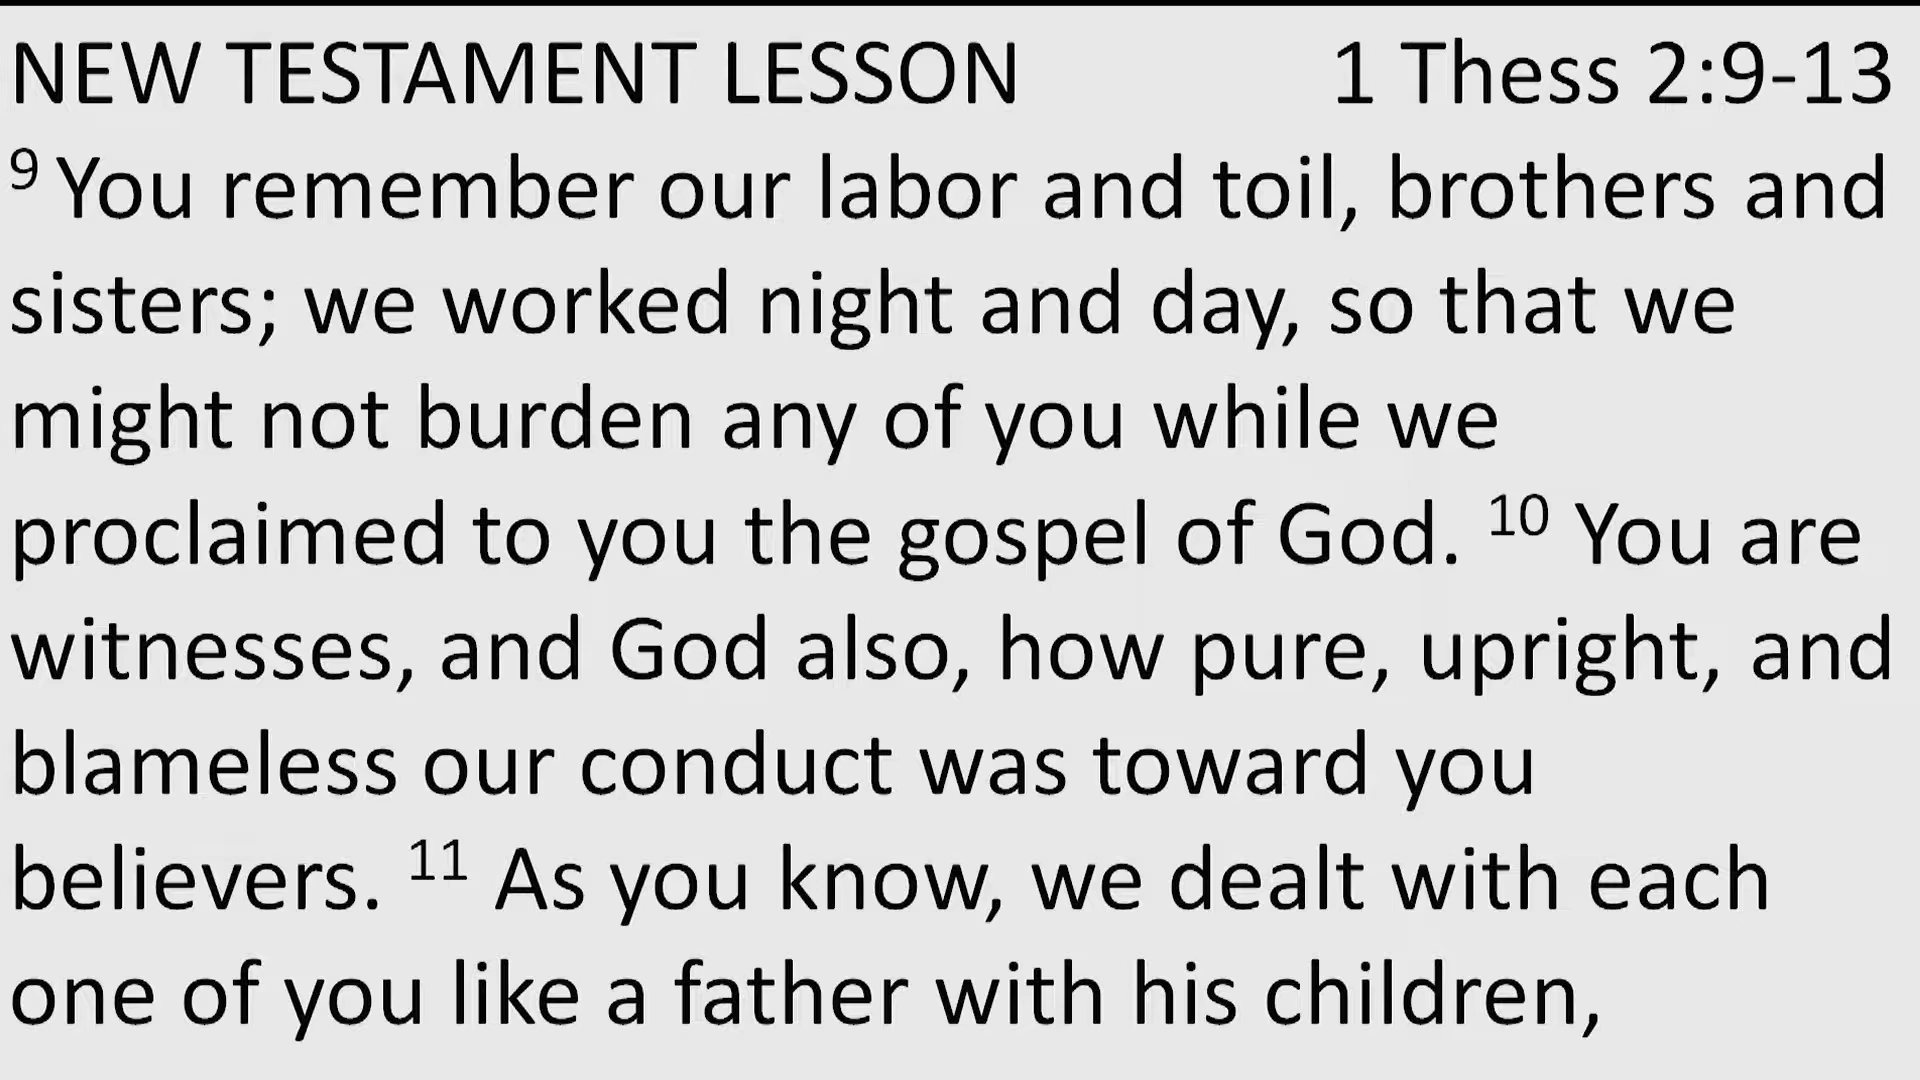 NEW TESTAMENT LESSON 1 Thess 2:9-13
9 You remember our labor and toil, brothers and
sisters; we worked night and day, so that we
might not burden any of you while we
proclaimed to you the gospel of God. 10 You are
witnesses, and God also, how pure, upright, and
blameless our conduct was toward you
believers. 11 As you know, we dealt with each
one of you like a father with his children,